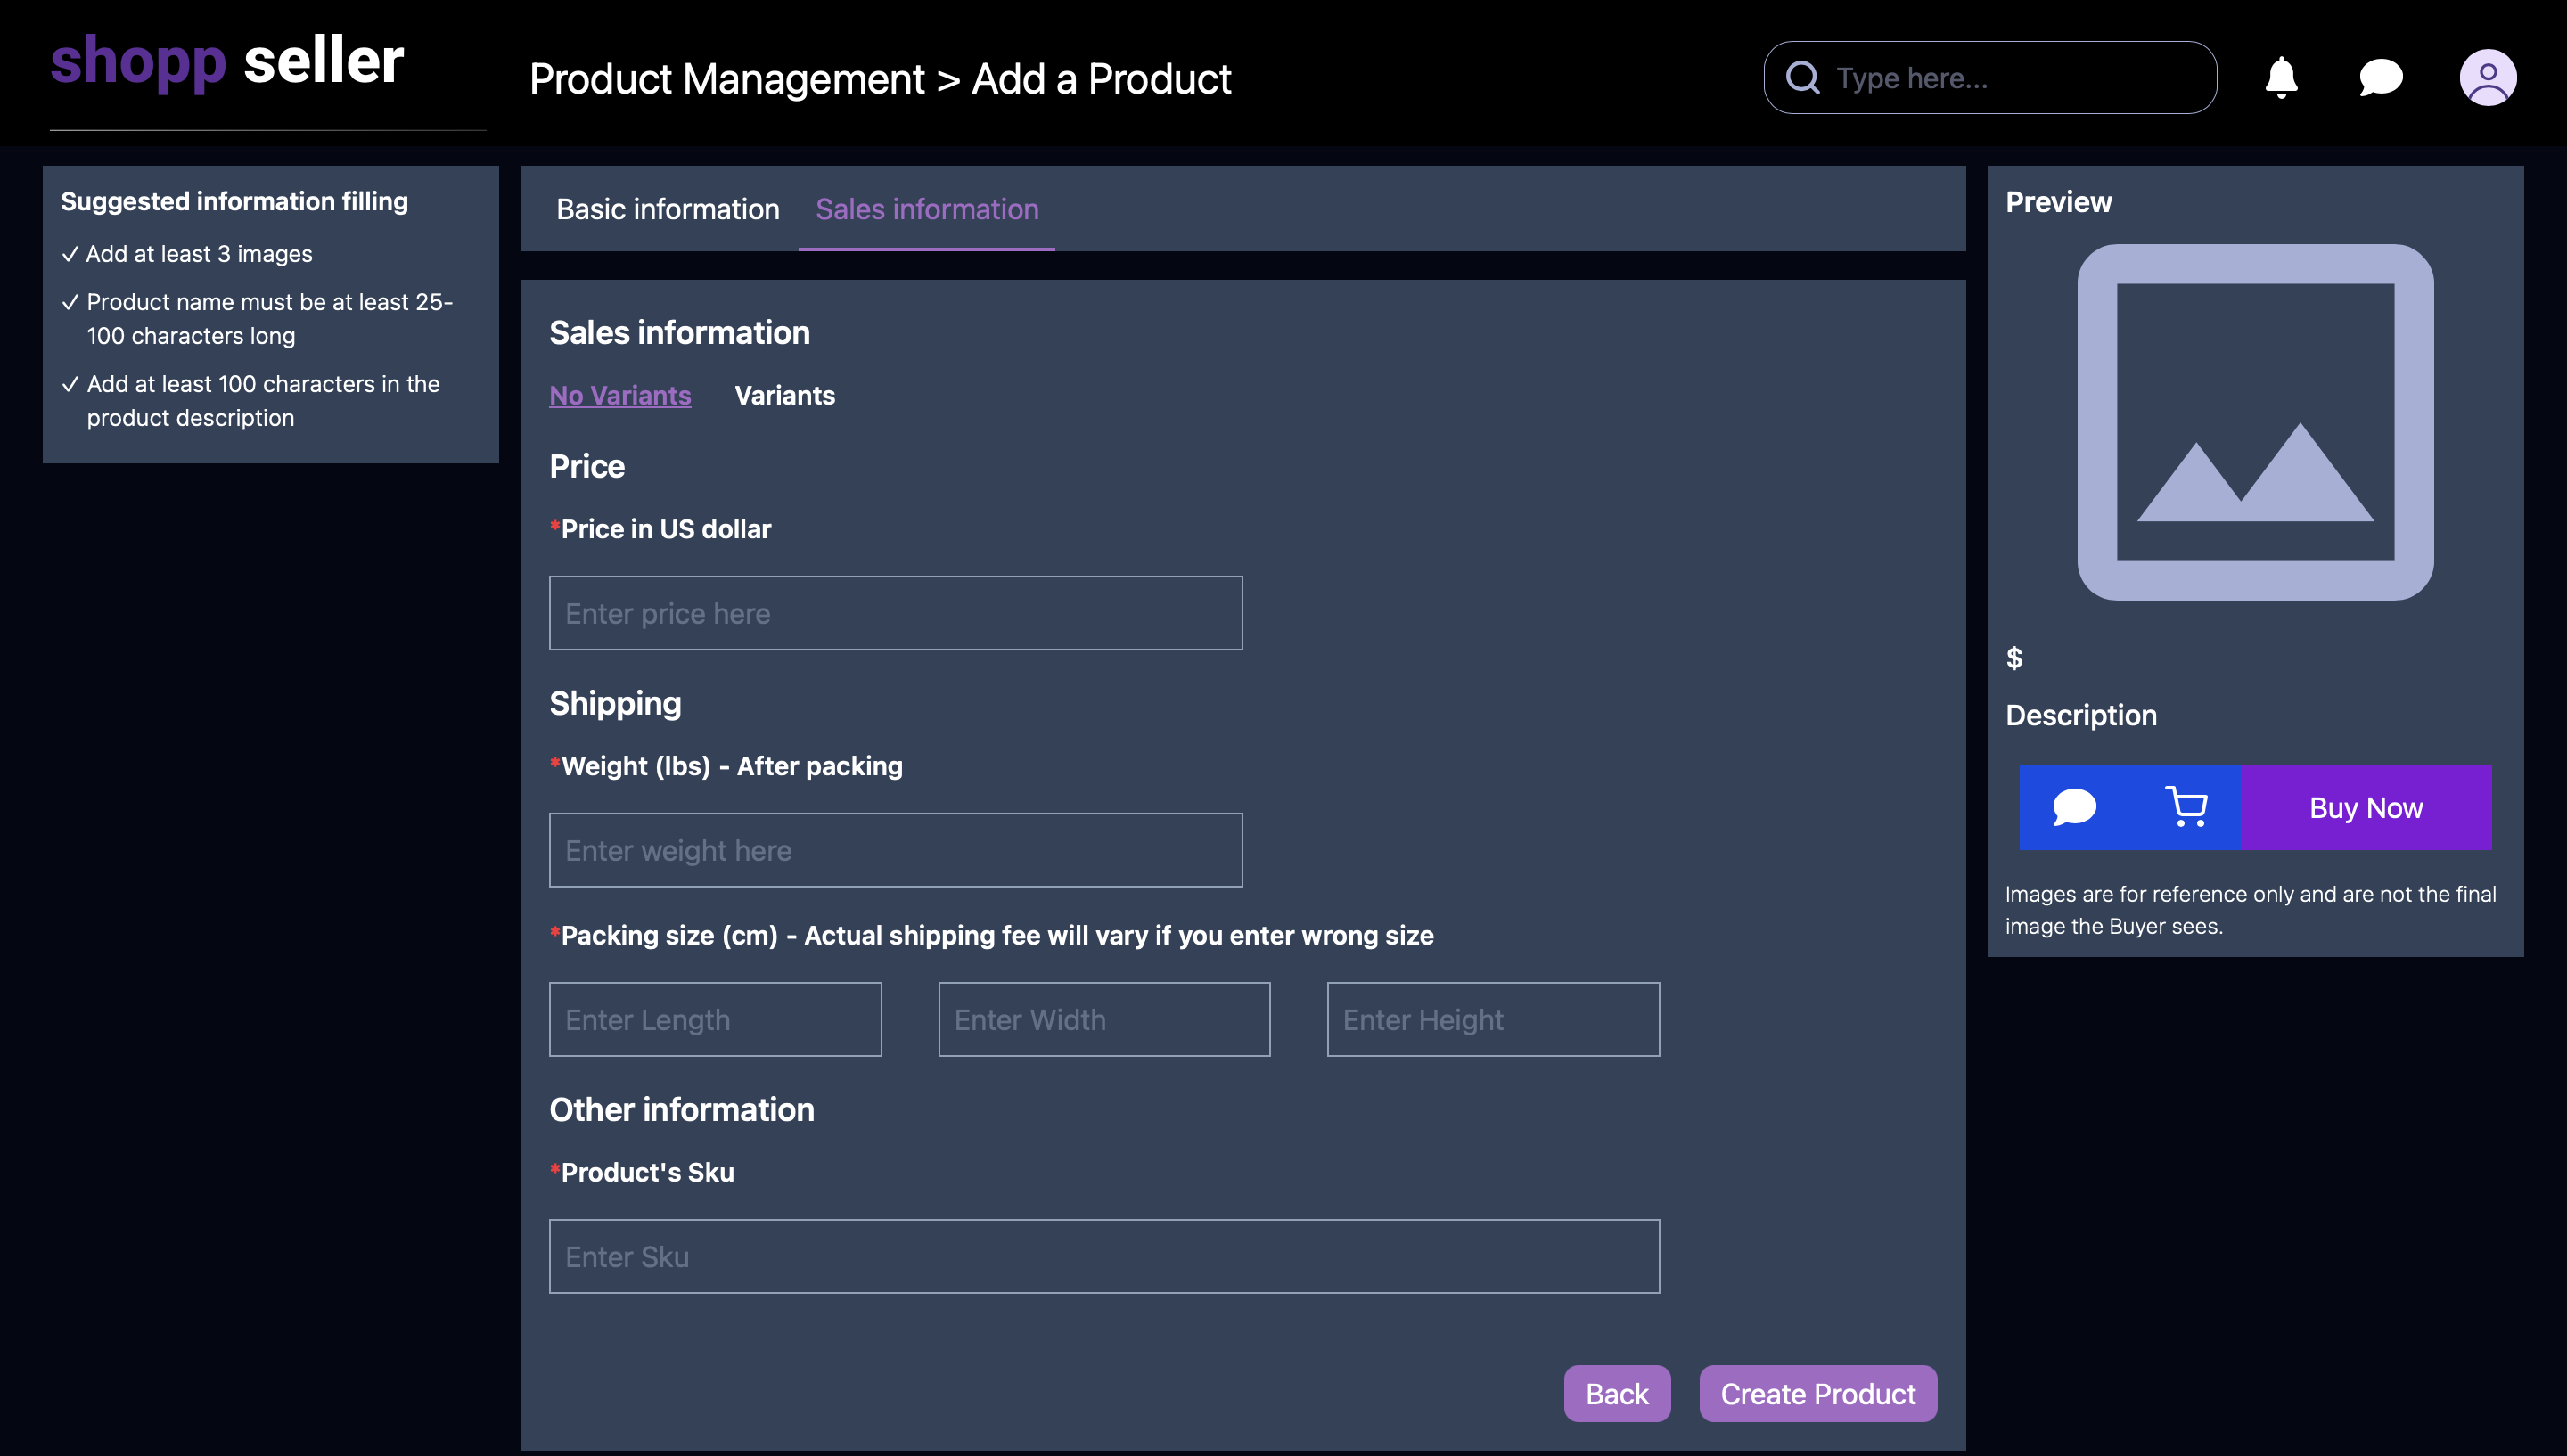 shopp seller
Product Management > Add a Product
Type here...
Suggested information filling
✓ Add at least 3 images
✓ Product name must be at least 25-
100 characters long
✓ Add at least 100 characters in the
product description
Basic information
Sales information
Sales information
No Variants
Variants
Price
*Price in US dollar
Enter price here
Shipping
*Weight (lbs) - After packing
Enter weight here
*Packing size (cm) - Actual shipping fee will vary if you enter wrong size
Enter Length
Enter Width
Enter Height
Other information
*Product's Sku
Enter Sku
Back
Create Product
Preview
$
Description
Buy Now
Images are for reference only and are not the final
image the Buyer sees.